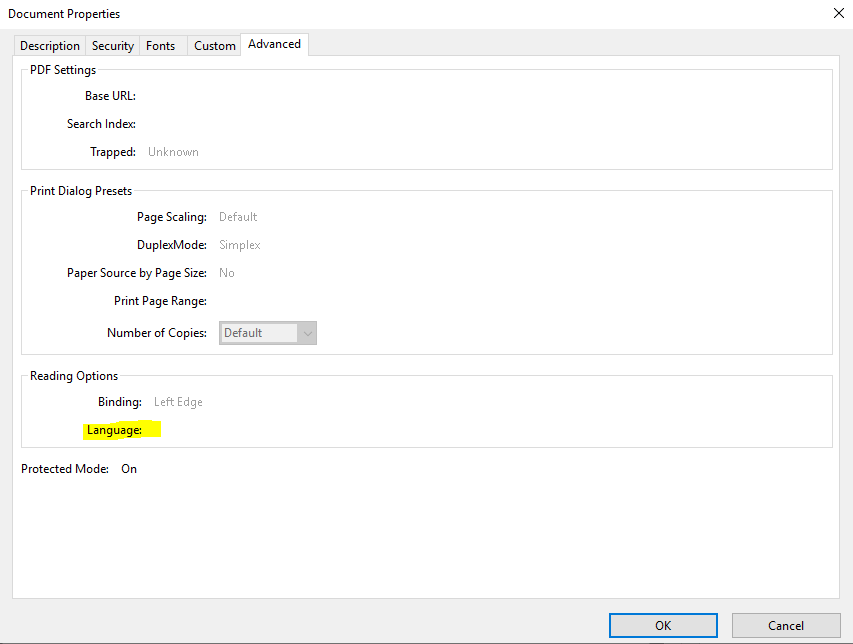 Document Properties
Description Security Fonts Custom Advanced
PDF Settings
Base URL:
Search Index:
Trapped: Unknown
Print Dialog Presets
Page Scaling: Default
DuplexMode: Simplex
Paper Source by Page Size: No
Print Page Range:
Number of Copies: Default
Reading Options
Binding: Left Edge
Language:
Protected Mode: On
OK Cancel